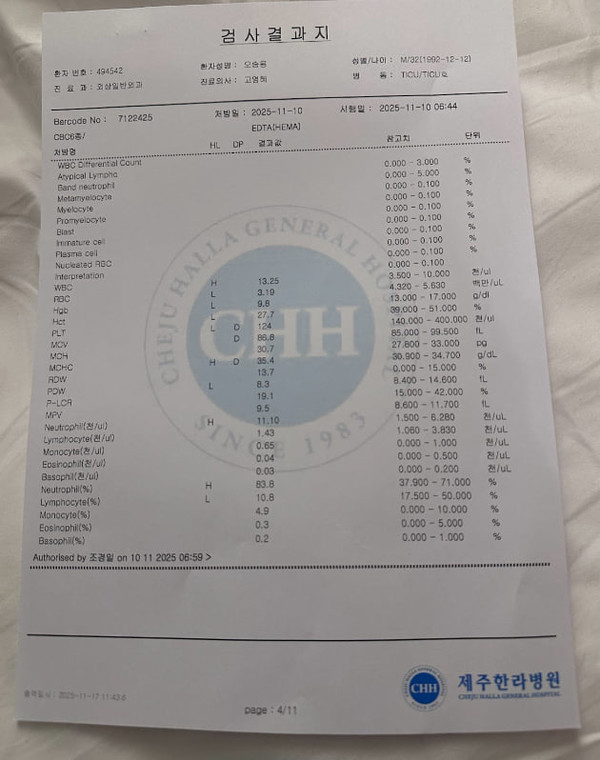 검사결과지
환자 번호 : 494542 환자성명 : 오승용 성별/나이 : M/32(1992-12-12)
진 료 과 : 외상일반외과 진료의사 : 고영혜 병 동 : TICU/TICU호
Barcode No : 7122425 처방일 : 2025-11-10 시행일 : 2025-11-10 06:44
CBC6종/ EDTA(HEMA)
처방명 HL DP 결과값 참고치 단위
WBC Differential Count
Atypical Lympho 0.000 - 3.000 %
Band neutrophil 0.000 - 5.000 %
Metamyelocyte 0.000 - 0.100 %
Myelocyte 0.000 - 0.100 %
Promyelocyte 0.000 - 0.100 %
Blast 0.000 - 0.100 %
Immature cell 0.000 - 0.100 %
Plasma cell 0.000 - 0.100 %
Nucleated RBC 0.000 - 0.100
Interpretation
WBC H 13.25 3.500 - 10.000 천/ul
RBC L 3.19 4.320 - 5.630 백만/uL
Hgb L 9.8 13.000 - 17.000 g/dl
Hct L 27.7 39.000 - 51.000 %
PLT L D 124 140.000 - 400.000 천/ul
MCV D 86.8 85.000 - 99.500 fL
MCH 30.7 27.800 - 33.000 pg
MCHC H D 35.4 30.900 - 34.700 g/dL
RDW 13.7 0.000 - 15.000 %
PDW L 8.3 8.400 - 14.600 fL
P-LCR 19.1 15.000 - 42.000 %
MPV 9.5 8.600 - 11.700 fL
Neutrophil(천/ul) H 11.10 1.500 - 6.280 천/uL
Lymphocyte(천/ul) 1.43 1.060 - 3.830 천/uL
Monocyte(천/ul) 0.65 0.000 - 1.000 천/uL
Eosinophil(천/ul) 0.04 0.000 - 0.500 천/uL
Basophil(천/ul) 0.03 0.000 - 0.200 천/uL
Neutrophil(%) H 83.8 37.900 - 71.000 %
Lymphocyte(%) L 10.8 17.500 - 50.000 %
Monocyte(%) 4.9 0.000 - 10.000 %
Eosinophil(%) 0.3 0.000 - 5.000 %
Basophil(%) 0.2 0.000 - 1.000 %
Authorised by 조경일 on 10 11 2025 06:59 >
CHEJU HALLA GENERAL HOSPITAL
CHH
SINCE 1983
출력일시 : 2025-11-17 11:43:6
page : 4/11
CHH 제주한라병원
CHEJU HALLA GENERAL HOSPITAL